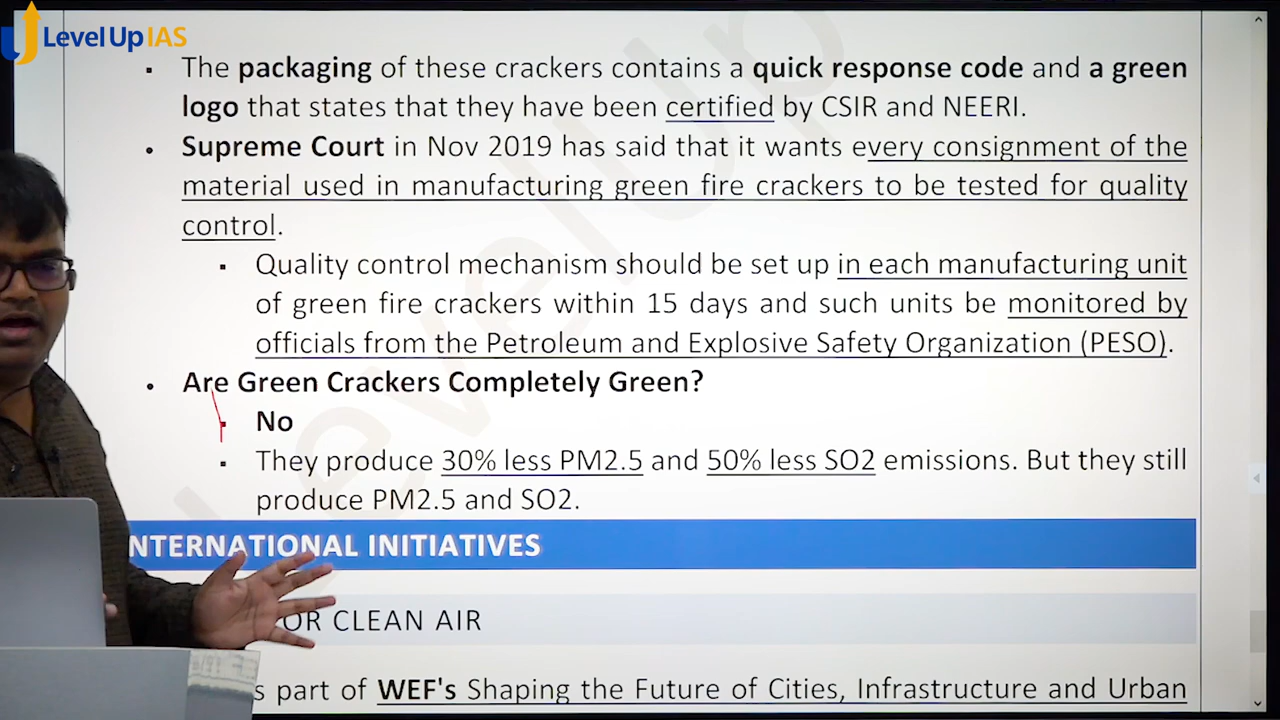 LevelUp IAS
The packaging of these crackers contains a quick response code and a green
logo that states that they have been certified by CSIR and NEERI.
Supreme Court in Nov 2019 has said that it wants every consignment of the
material used in manufacturing green fire crackers to be tested for quality
control.
Quality control mechanism should be set up in each manufacturing unit
of green fire crackers within 15 days and such units be monitored by
officials from the Petroleum and Explosive Safety Organization (PESO).
Are Green Crackers Completely Green?
No
They produce 30% less PM2.5 and 50% less SO2 emissions. But they still
produce PM2.5 and SO2.
NTERNATIONAL INITIATIVES
OR CLEAN AIR
s part of WEF's Shaping the Future of Cities, Infrastructure and Urban